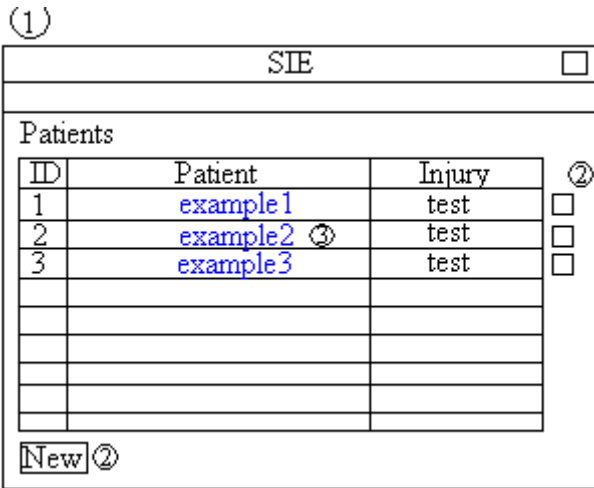 (1)
SIE
Patients
ID Patient Injury ②
1 example1 test
2 example2 ③ test
3 example3 test
New ②